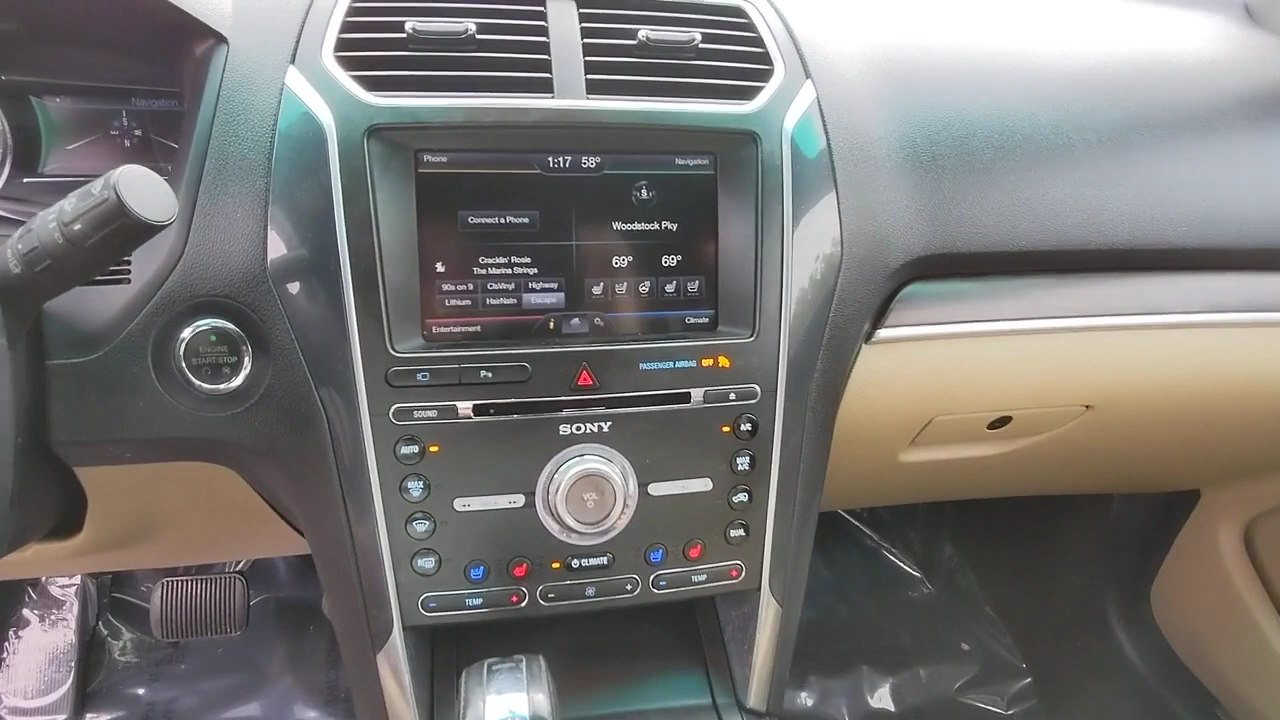 Navigation
S
N
Phone
1:17 58°
Navigation
S
Connect a Phone
Woodstock Pky
Cracklin' Rosie
The Marina Strings
69° 69°
90s on 9 ClsVinyl Highway
Lithium HairNatn Escape
Entertainment
Climate
ENGINE
START/STOP
PASSENGER AIRBAG OFF
SOUND
SONY
AUTO
A/C
MAX
MAX
A/C
VOL
R
DUAL
CLIMATE
- TEMP +
- +
- TEMP +